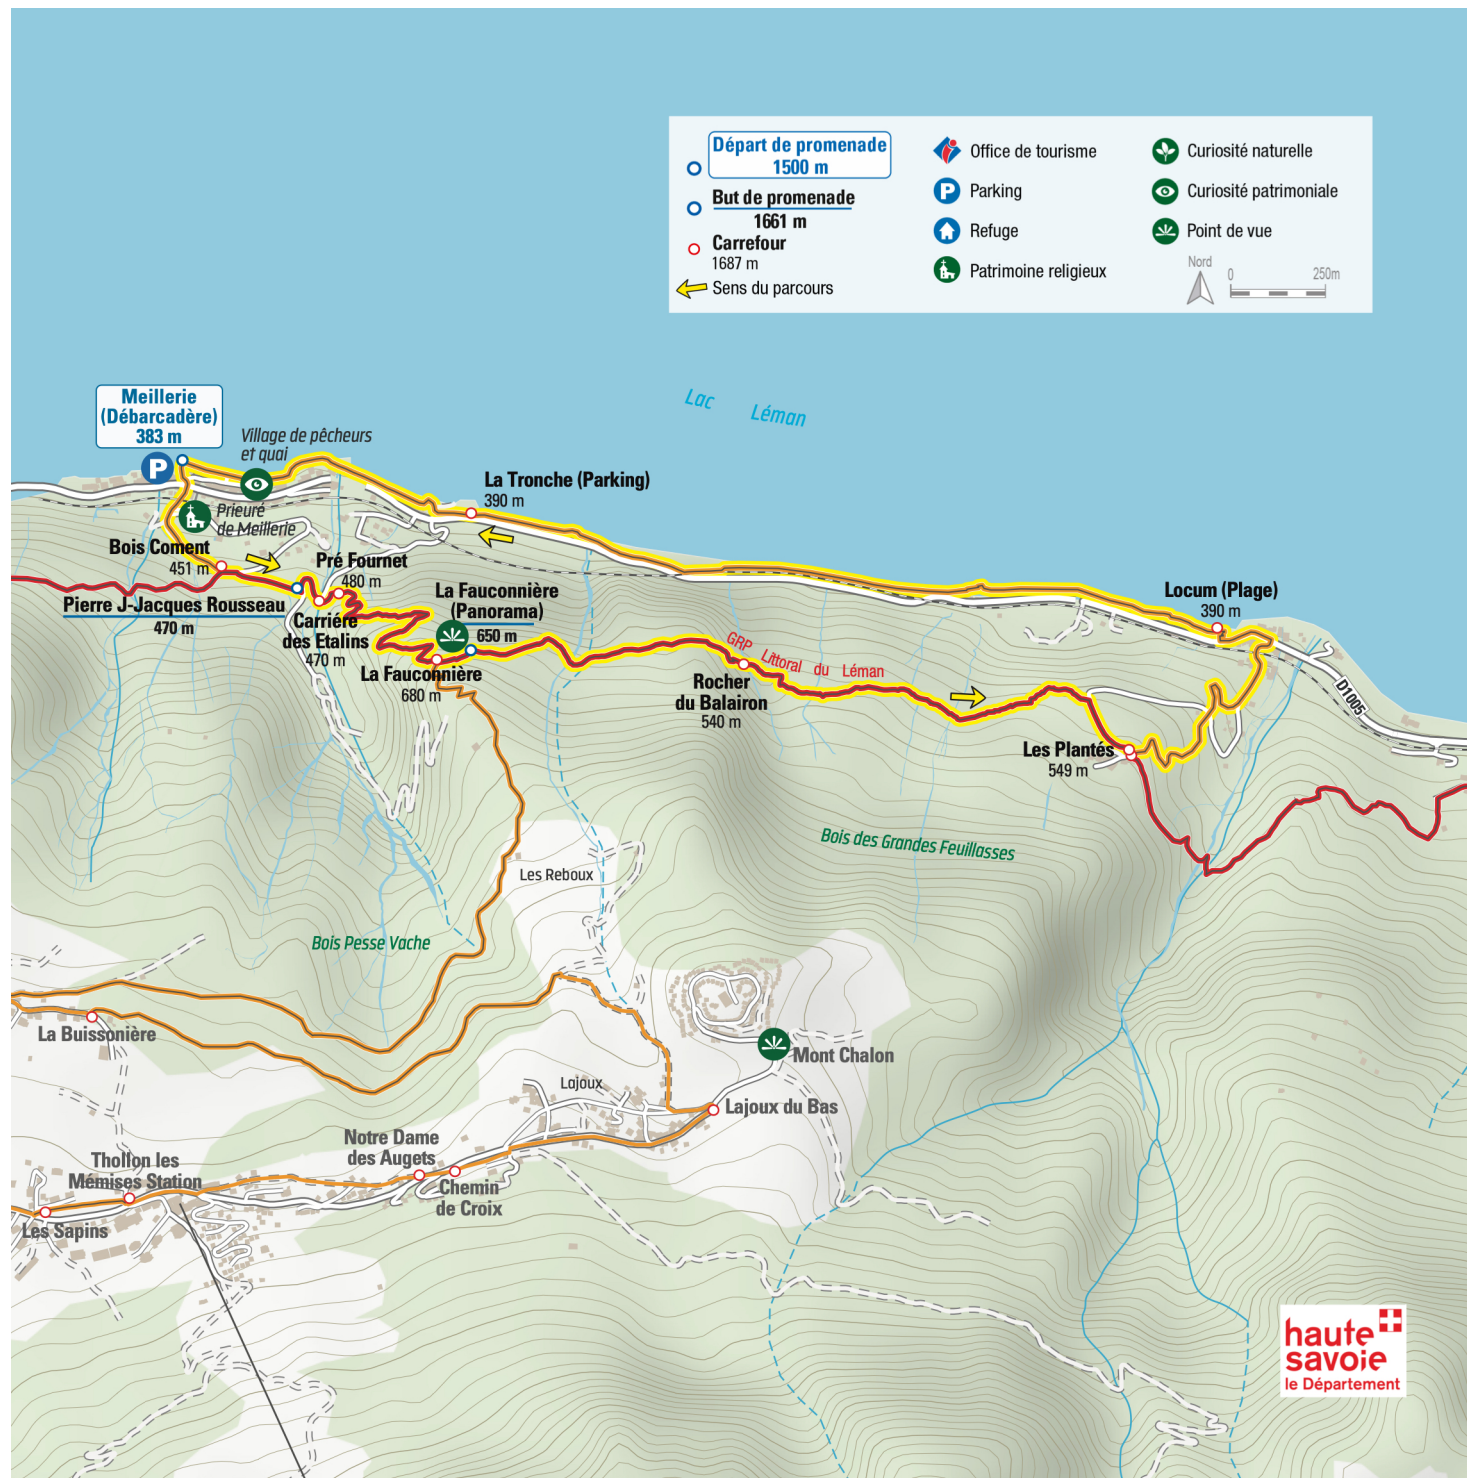 Départ de promenade
1500 m
But de promenade
1661 m
Carrefour
1687 m
Sens du parcours
Office de tourisme
Parking
Refuge
Patrimoine religieux
Curiosité naturelle
Curiosité patrimoniale
Point de vue
Nord
0 250m
Lac Léman
Meillerie
(Débarcadère)
383 m
P
Village de pêcheurs
et quai
La Tronche (Parking)
390 m
Prieuré
de Meillerie
Bois Coment
451 m
Pré Fournet
480 m
Pierre J-Jacques Rousseau
470 m
Carriére
des Etalins
470 m
La Fauconnière
(Panorama)
650 m
La Fauconnière
680 m
GRP Littoral du Léman
Rocher
du Balairon
540 m
Locum (Plage)
390 m
D1005
Les Plantés
549 m
Bois des Grandes Feuillasses
Les Reboux
Bois Pesse Vache
La Buissonière
Mont Chalon
Lajoux
Lajoux du Bas
Notre Dame
des Augets
Chemin
de Croix
Thollon les
Mémises Station
Les Sapins
haute
savoie
le Département